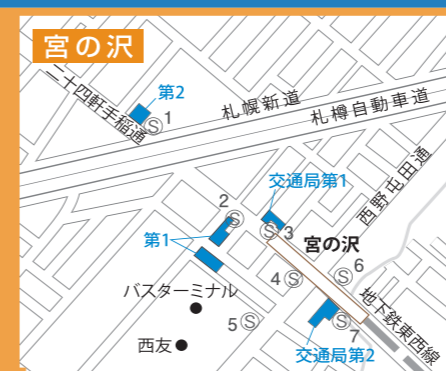 宮の沢
二十四軒手稲通
第2
Ⓢ 1
札幌新道
札樽自動車道
西野屯田通
交通局第1
2 Ⓢ
Ⓢ 3
第1
宮の沢
4 Ⓢ
Ⓢ 6
バスターミナル
5 Ⓢ
Ⓢ 7
西友
交通局第2
地下鉄東西線